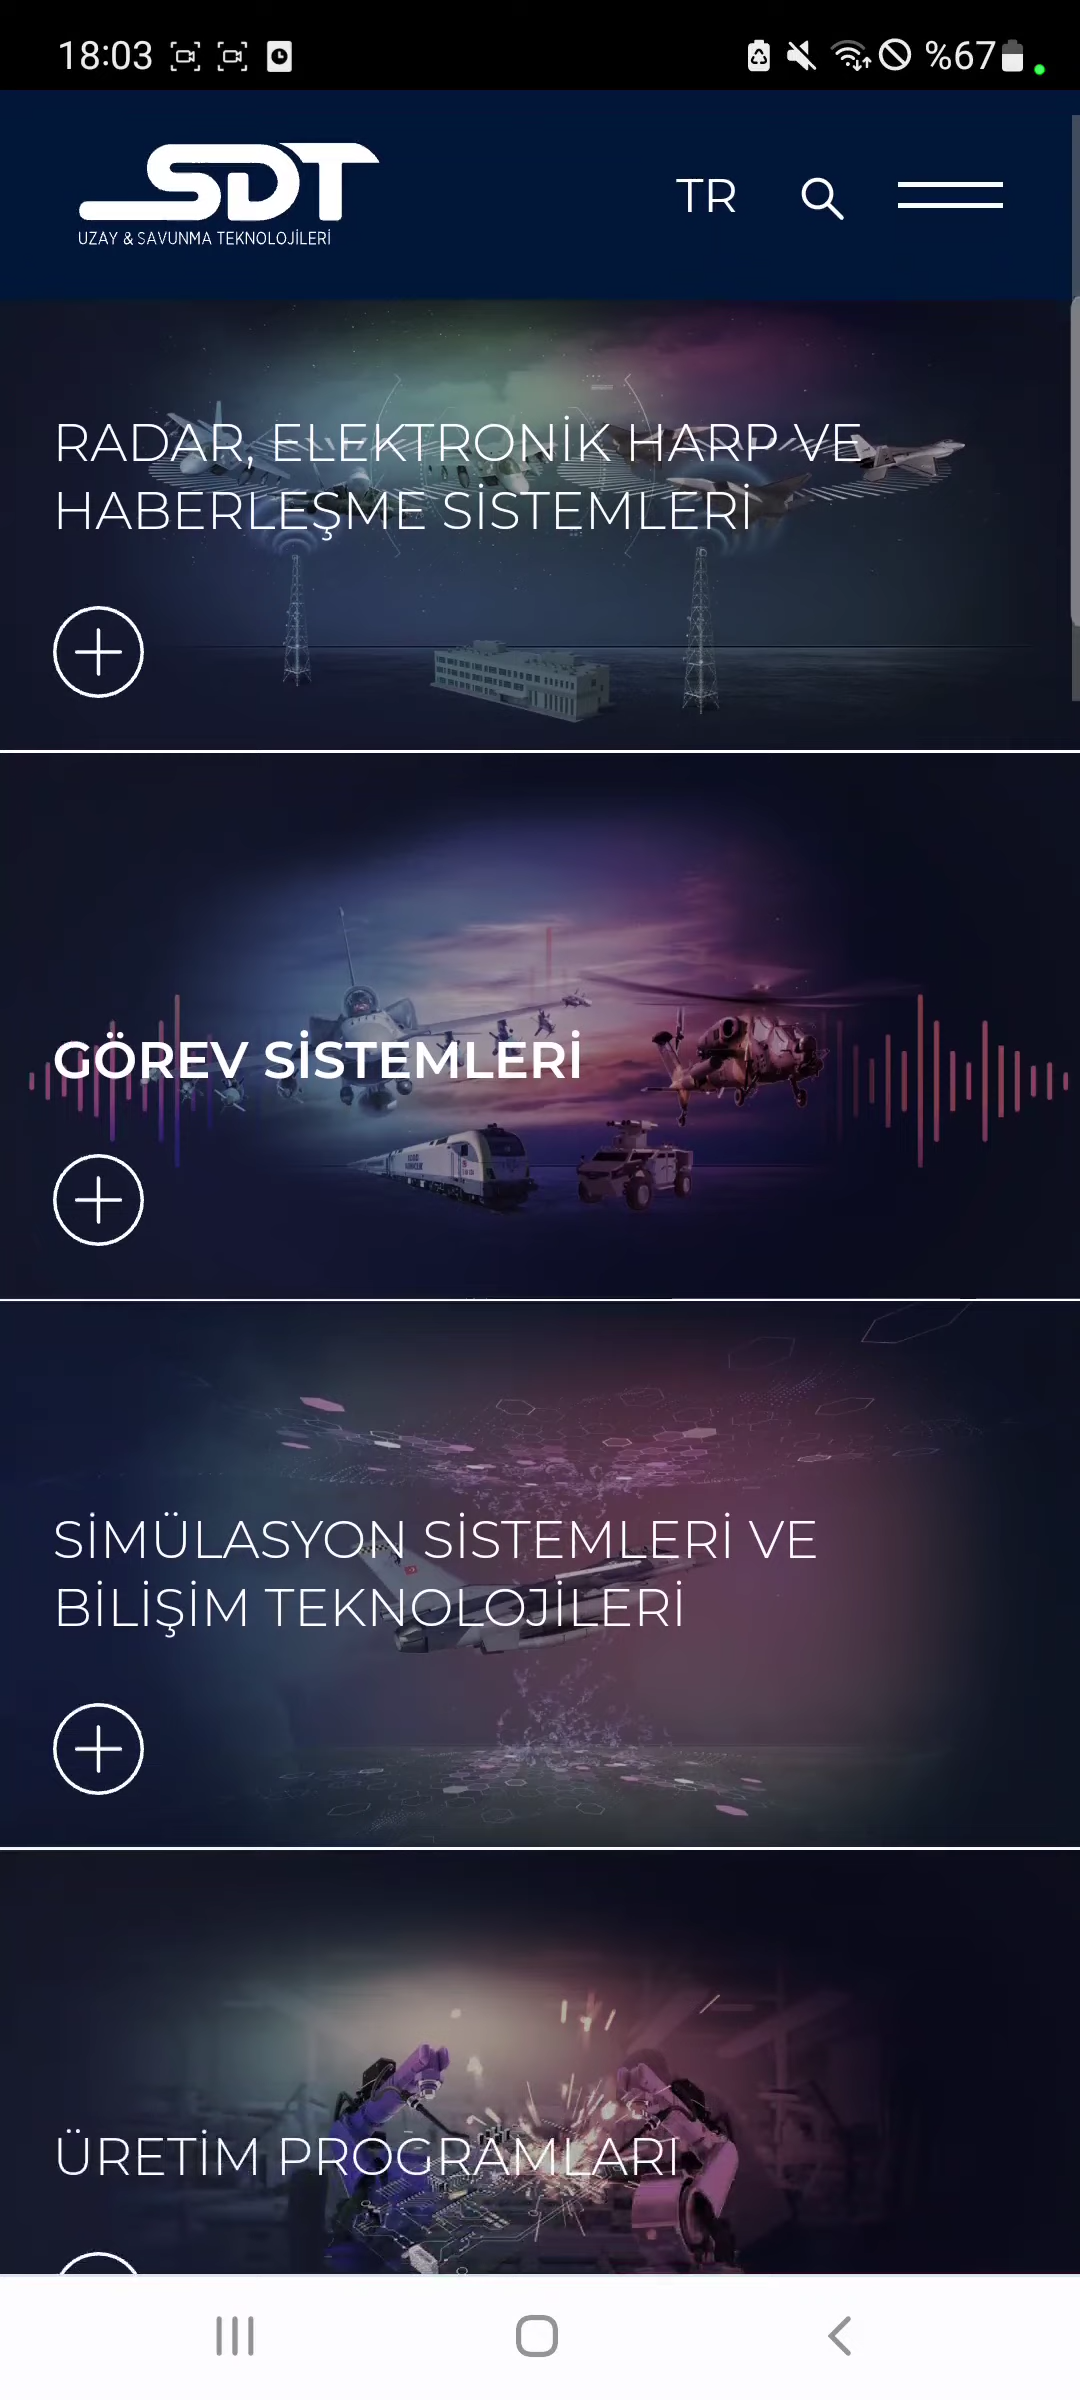 18:03
%67
SDT
UZAY & SAVUNMA TEKNOLOJİLERİ
TR
RADAR, ELEKTRONİK HARP VE
HABERLEŞME SİSTEMLERİ
GÖREV SİSTEMLERİ
SİMÜLASYON SİSTEMLERİ VE
BİLİŞİM TEKNOLOJİLERİ
ÜRETİM PROGRAMLARI